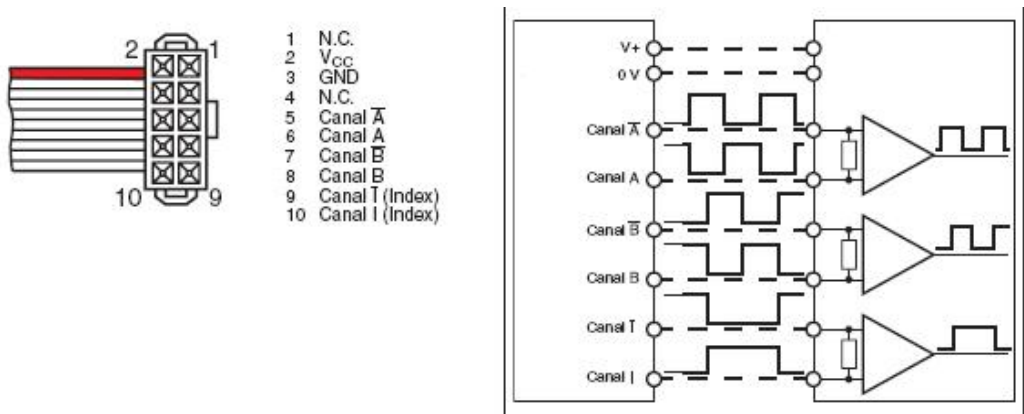 2
1
10
9
1 N.C.
2 V_CC
3 GND
4 N.C.
5 Canal A̅
6 Canal A
7 Canal B̅
8 Canal B
9 Canal I̅ (Index)
10 Canal I (Index)
V+
0 V
Canal A̅
Canal A
Canal B̅
Canal B
Canal I̅
Canal I